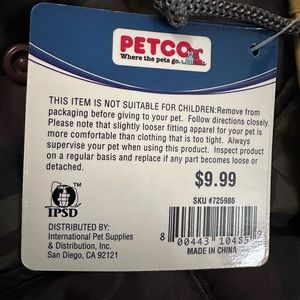 PETCO
Where the pets go.
THIS ITEM IS NOT SUITABLE FOR CHILDREN:Remove from
packaging before giving to your pet. Follow directions closely.
Please note that slightly looser fitting apparel for your pet is
more comfortable than clothing that is too tight. Always
supervise your pet when using this product. Inspect product
on a regular basis and replace if any part becomes loose or
detached.
$9.99
SKU #725986
TM
IPSD
DISTRIBUTED BY:
International Pet Supplies
& Distribution, Inc.
San Diego, CA 92121
MADE IN CHINA